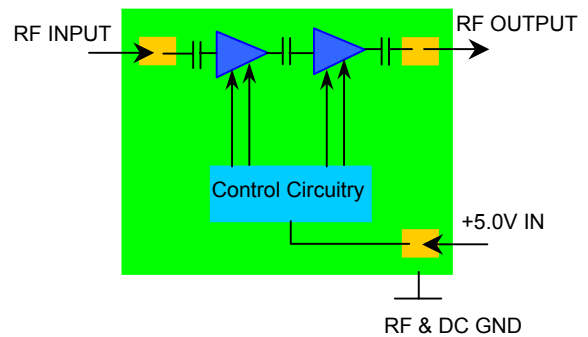 RF INPUT
RF OUTPUT
Control Circuitry
+5.0V IN
RF & DC GND